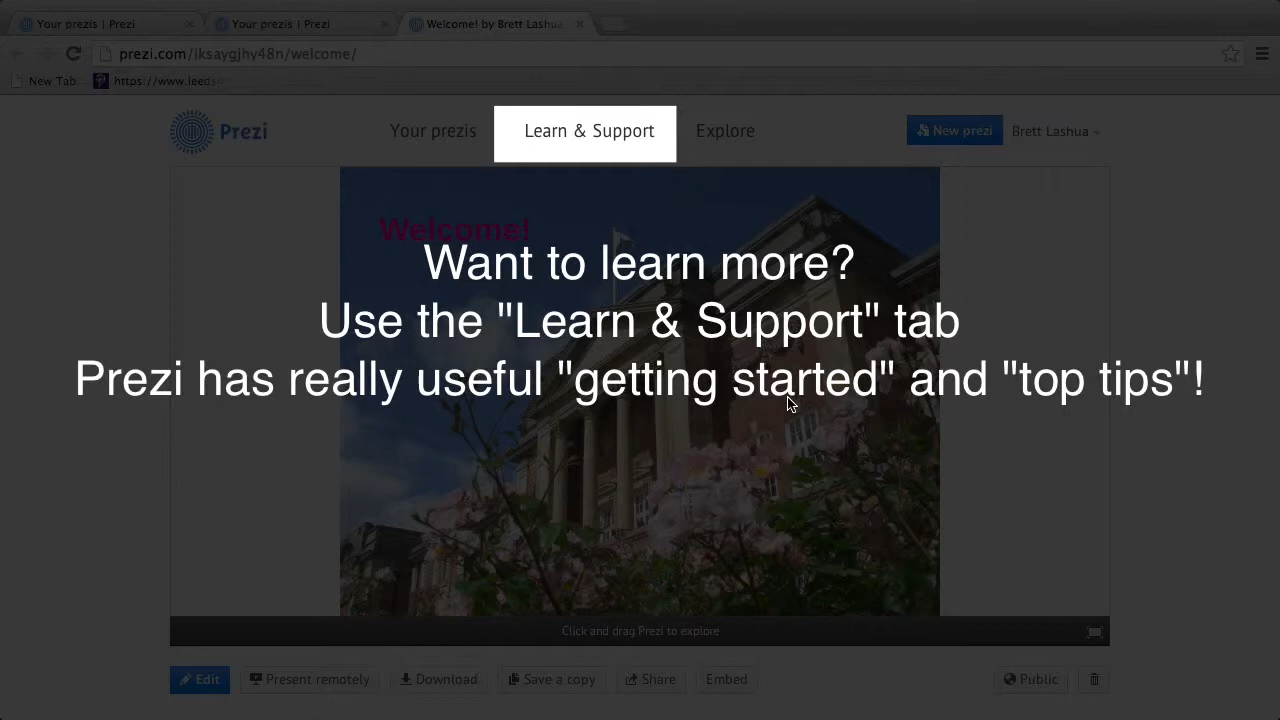 Your prezis | Prezi
Your prezis | Prezi
Welcome! by Brett Lashua
prezi.com/iksaygjhy48n/welcome/
New Tab
https://www.leeds
Prezi
Your prezis
Learn & Support
Explore
New prezi
Brett Lashua
Welcome!
Want to learn more?
Use the "Learn & Support" tab
Prezi has really useful "getting started" and "top tips"!
Click and drag Prezi to explore
Edit
Present remotely
Download
Save a copy
Share
Embed
Public